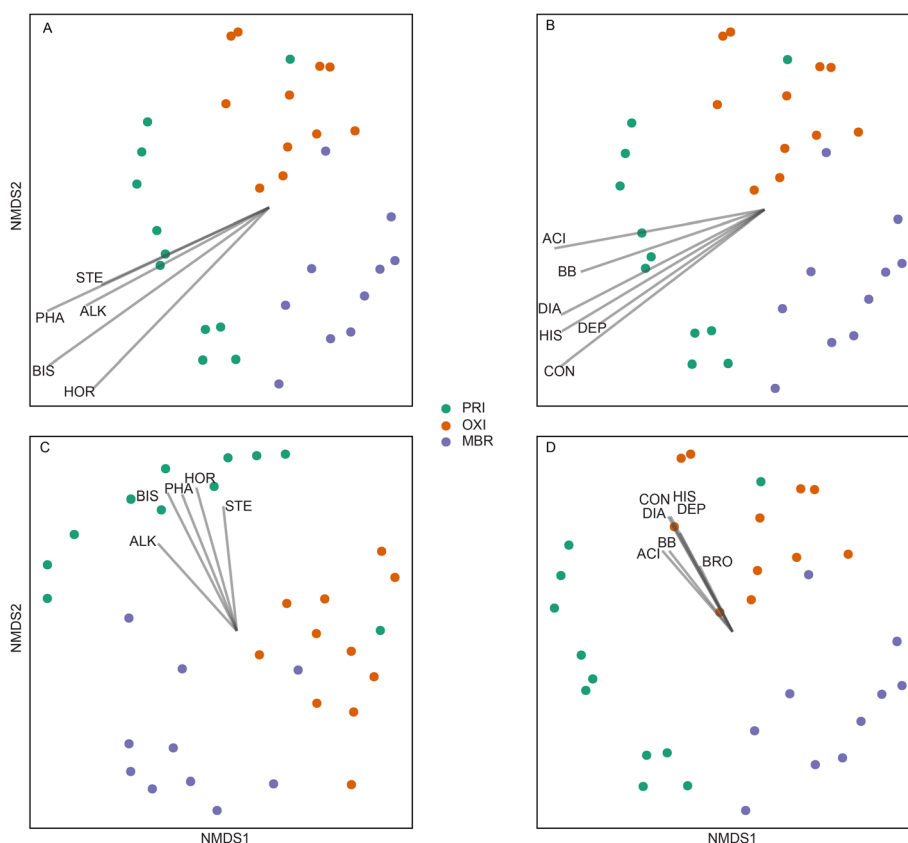 A
STE
PHA
ALK
BIS
HOR
NMDS2
B
ACI
BB
DIA
DEP
HIS
CON
PRI
OXI
MBR
C
HOR
PHA
BIS
STE
ALK
NMDS2
NMDS1
D
CON HIS
DIA DEP
BB
ACI BRO
NMDS1